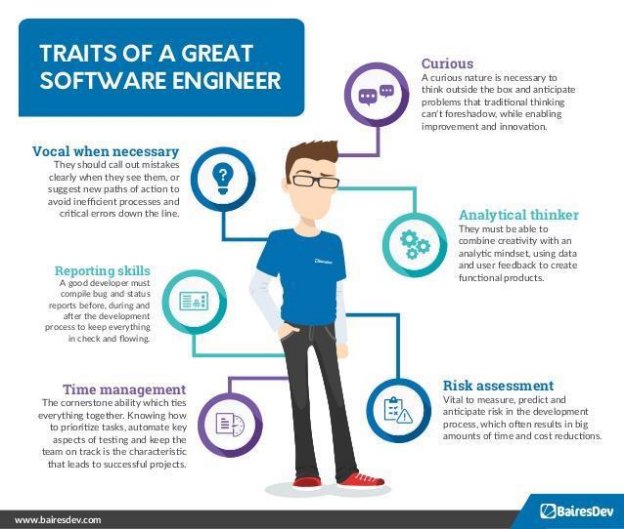 TRAITS OF A GREAT
SOFTWARE ENGINEER
Curious
A curious nature is necessary to
think outside the box and anticipate
problems that traditional thinking
can't foreshadow, while enabling
improvement and innovation.
Vocal when necessary
They should call out mistakes
clearly when they see them, or
suggest new paths of action to
avoid inefficient processes and
critical errors down the line.
Analytical thinker
They must be able to
combine creativity with an
analytic mindset, using data
and user feedback to create
functional products.
Reporting skills
A good developer must
compile bug and status
reports before, during and
after the development
process to keep everything
in check and flowing.
Time management
The cornerstone ability which ties
everything together. Knowing how
to prioritize tasks, automate key
aspects of testing and keep the
team on track is the characteristic
that leads to successful projects.
Risk assessment
Vital to measure, predict and
anticipate risk in the development
process, which often results in big
amounts of time and cost reductions.
BairesDev
www.bairesdev.com
BairesDev